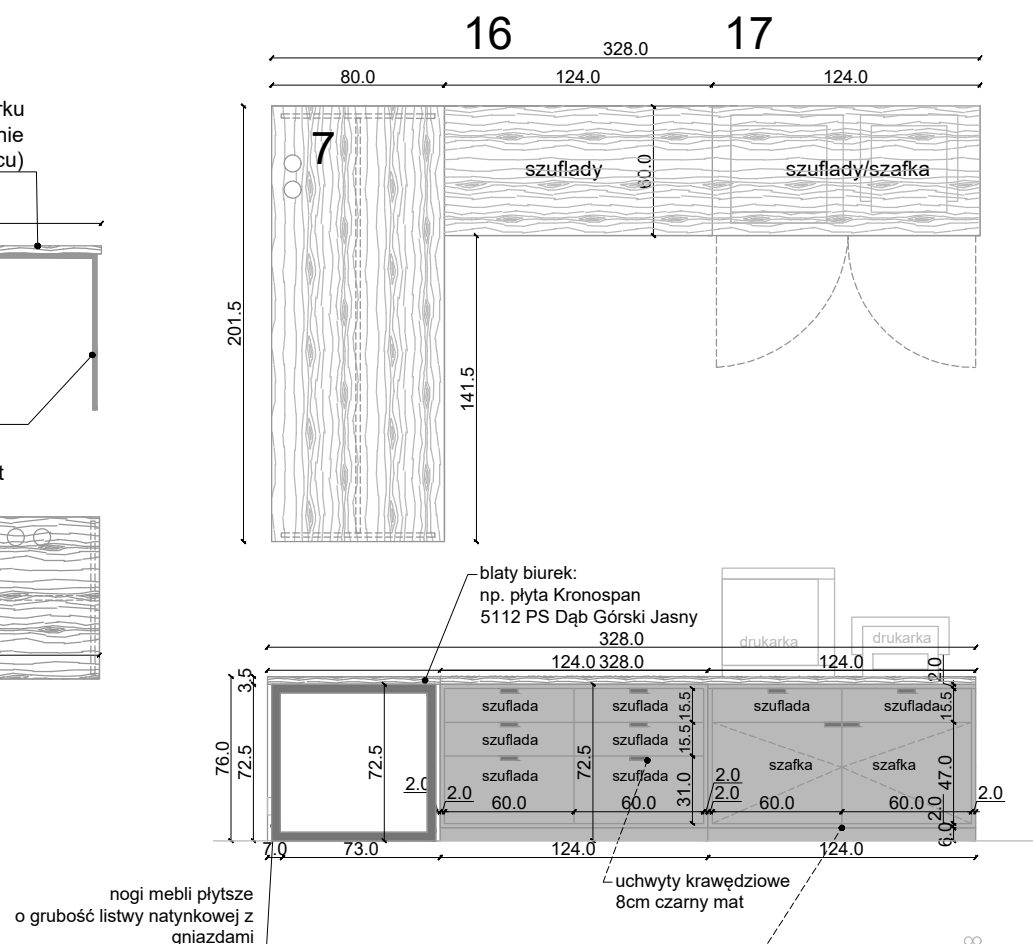 16
17
328.0
80.0
124.0
124.0
rku
nie
cu)
7
szuflady
60.0
szuflady/szafka
201.5
141.5
t
blaty biurek:
np. płyta Kronospan
5112 PS Dąb Górski Jasny
drukarka
drukarka
328.0
124.0
328.0
124.0
2.0
3.5
76.0
72.5
72.5
2.0
2.0
szuflada
szuflada
15.5
szuflada
szuflada
15.5
szuflada
szuflada
31.0
72.5
60.0
60.0
2.0
2.0
szuflada
szuflada
15.5
szafka
szafka
47.0
60.0
60.0
2.0
2.0
6.0
7.0
73.0
124.0
124.0
nogi mebli płytsze
o grubość listwy natynkowej z
gniazdami
uchwyty krawędziowe
8cm czarny mat